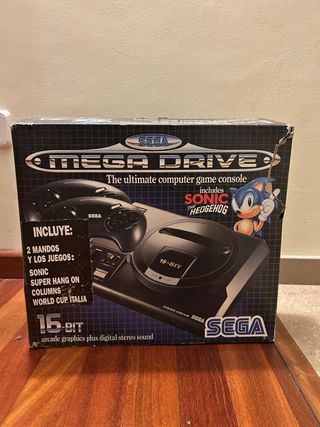 SEGA
MEGA DRIVE
The ultimate computer game console
includes
SONIC
THE HEDGEHOG
INCLUYE:
2 MANDOS
Y LOS JUEGOS:
SONIC
SUPER HANG ON
COLUMNS
WORLD CUP ITALIA
SEGA
16-BIT
16-BIT
SEGA
arcade graphics plus digital stereo sound